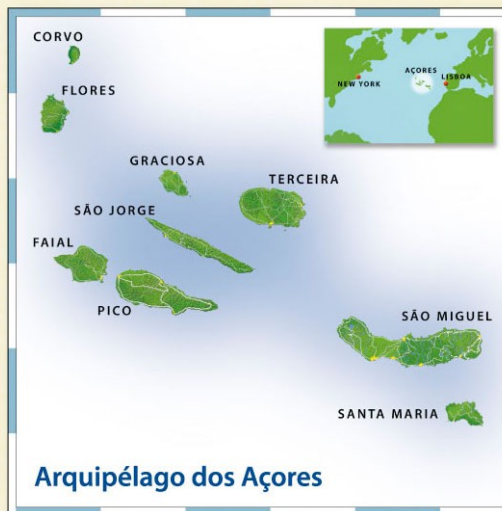 CORVO
FLORES
AÇORES
LISBOA
NEW YORK
GRACIOSA
TERCEIRA
SÃO JORGE
FAIAL
PICO
SÃO MIGUEL
SANTA MARIA
Arquipélago dos Açores